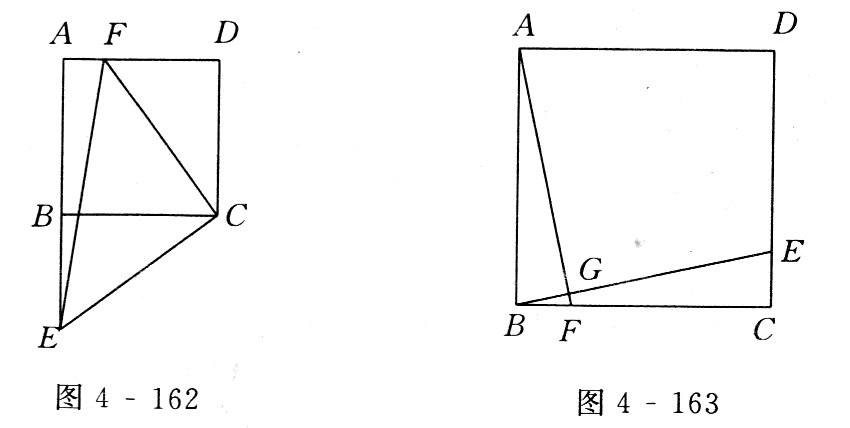 A F D
B C
E
图 4 - 162
A D
G E
B F C
图 4 - 163